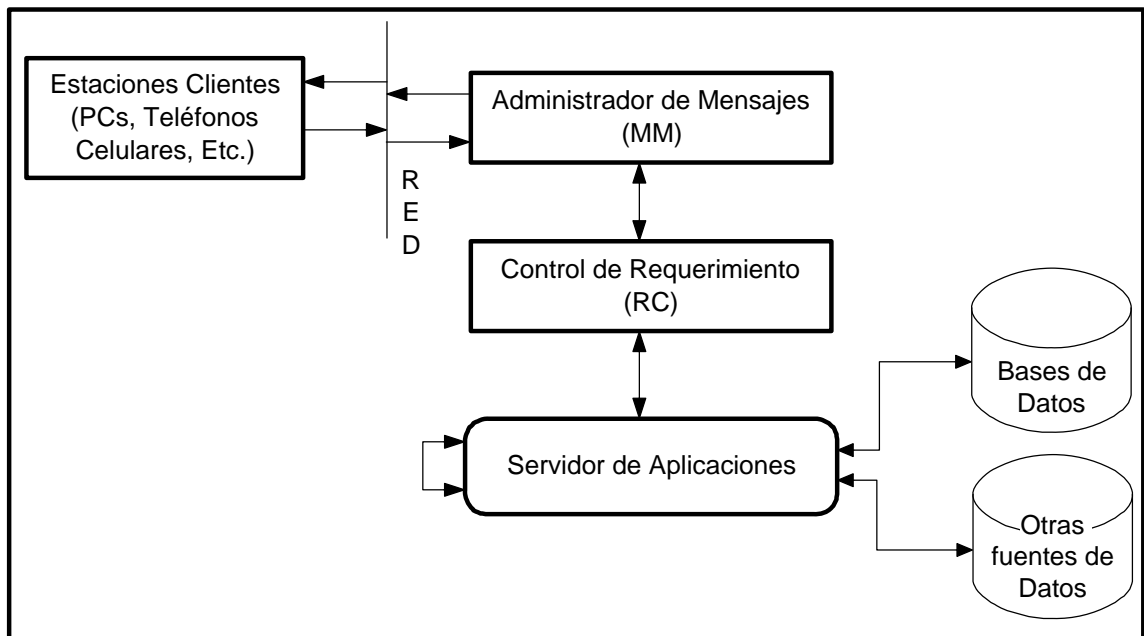 Estaciones Clientes
(PCs, Teléfonos
Celulares, Etc.)
R
E
D
Administrador de Mensajes
(MM)
Control de Requerimiento
(RC)
Servidor de Aplicaciones
Bases de
Datos
Otras
fuentes de
Datos